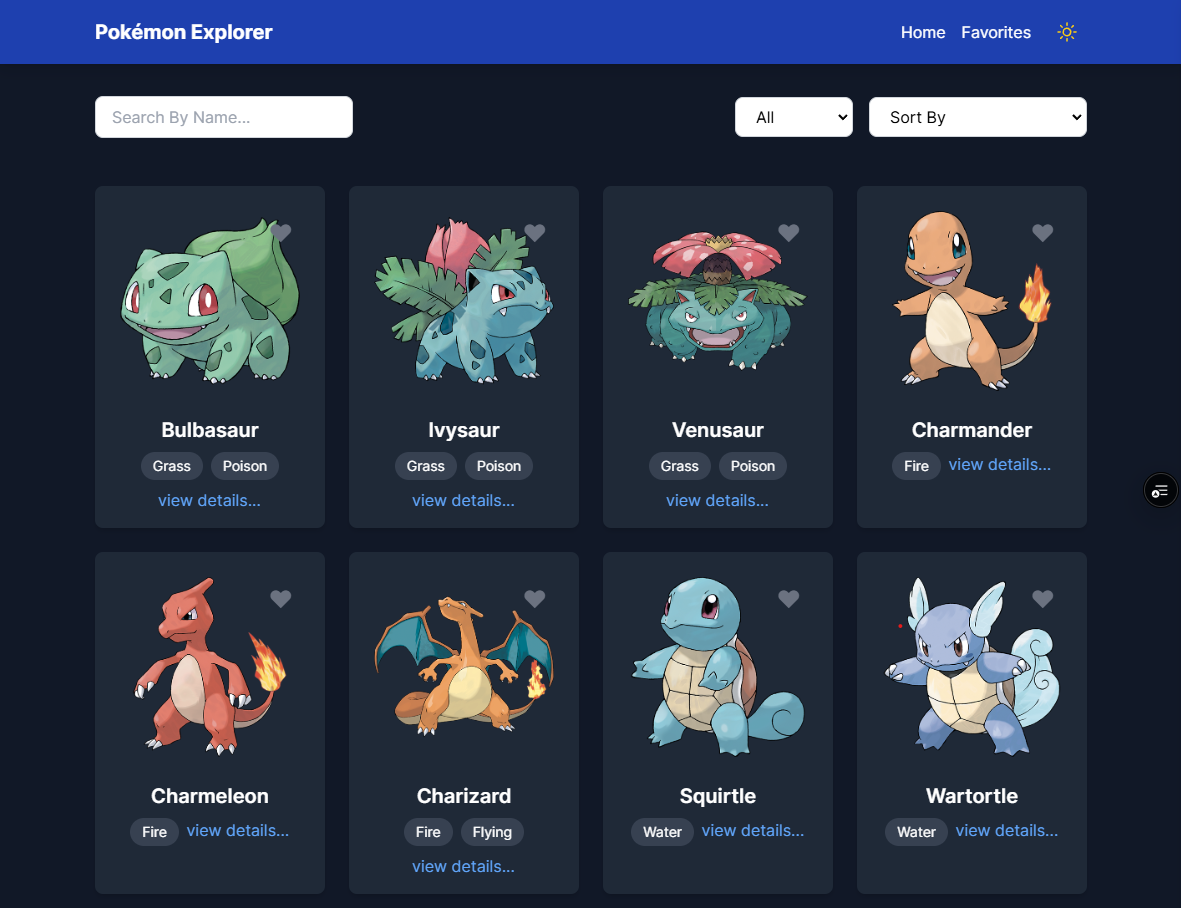 Pokémon Explorer
Home Favorites
Search By Name...
All
Sort By
Bulbasaur
Grass Poison
view details...
Ivysaur
Grass Poison
view details...
Venusaur
Grass Poison
view details...
Charmander
Fire view details...
Charmeleon
Fire view details...
Charizard
Fire Flying
view details...
Squirtle
Water view details...
Wartortle
Water view details...